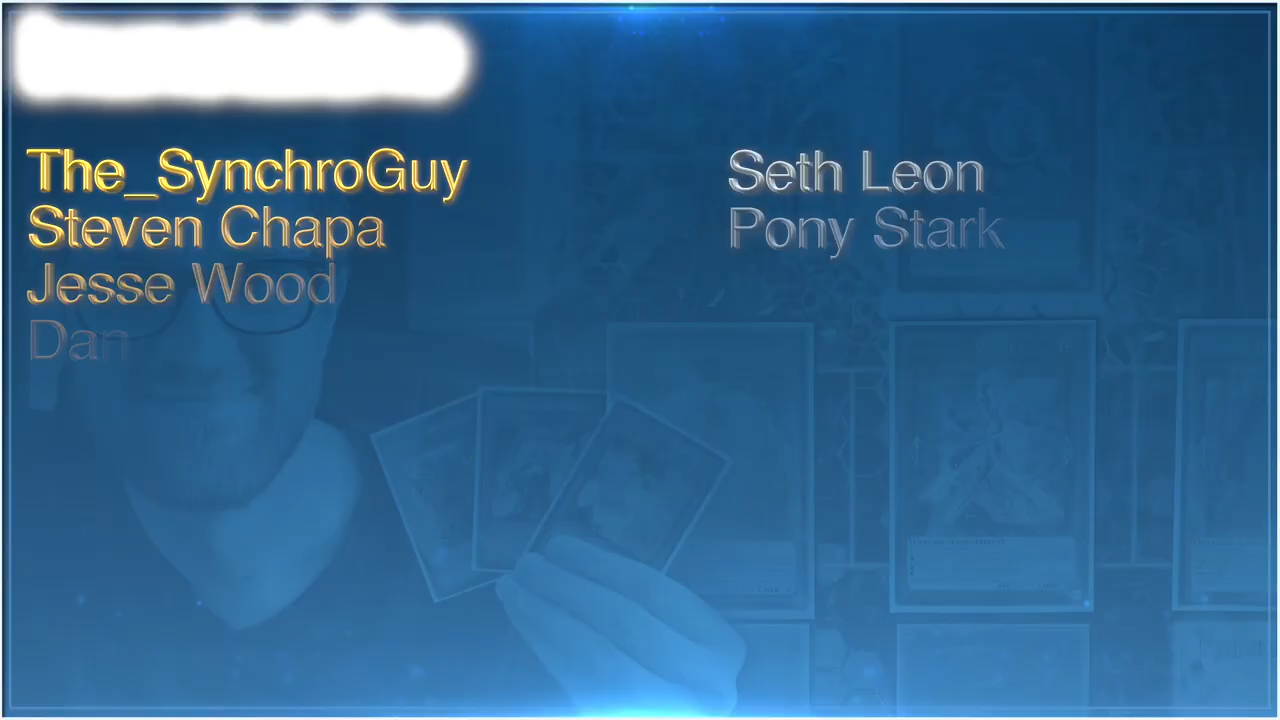 The_SynchroGuy
Steven Chapa
Jesse Wood
Dan
Seth Leon
Pony Stark